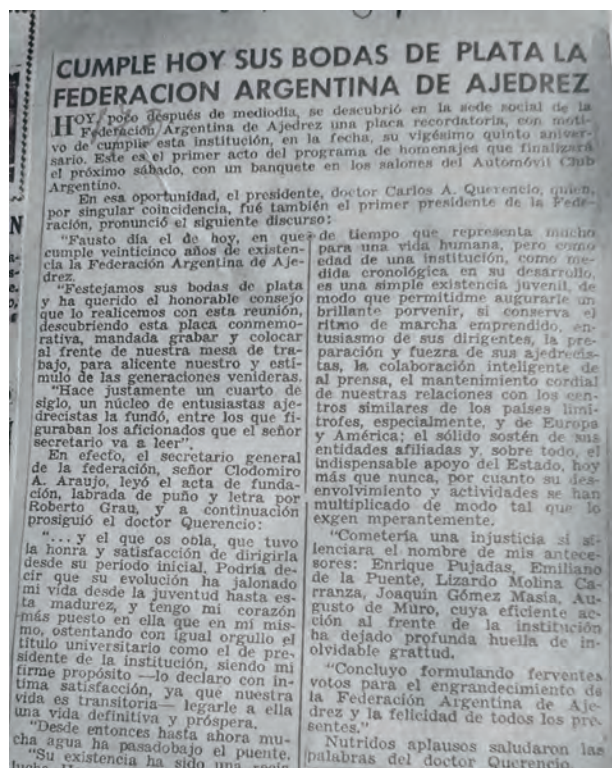 CUMPLE HOY SUS BODAS DE PLATA LA
FEDERACION ARGENTINA DE AJEDREZ
HOY, poco después de mediodía, se descubrió en la sede social de la
Federación Argentina de Ajedrez una placa recordatoria, con moti-
vo de cumplir esta institución, en la fecha, su vigésimo quinto aniver-
sario. Este es el primer acto del programa de homenajes que finalizará
el próximo sábado, con un banquete en los salones del Automóvil Club
Argentino.
En esa oportunidad, el presidente, doctor Carlos A. Querencio, quien,
por singular coincidencia, fué también el primer presidente de la Fede-
ración, pronunció el siguiente discurso:
"Fausto día el de hoy, en que
cumple veinticinco años de existen-
cia la Federación Argentina de Aje-
drez.
"Festejamos sus bodas de plata
y ha querido el honorable consejo
que lo realicemos con esta reunión,
descubriendo esta placa conmemo-
rativa, mandada grabar y colocar
al frente de nuestra mesa de tra-
bajo, para aliciente nuestro y estí-
mulo de las generaciones venideras.
"Hace justamente un cuarto de
siglo, un núcleo de entusiastas aje-
drecistas la fundó, entre los que fi-
guraban los aficionados que el señor
secretario va a leer".
En efecto, el secretario general
de la federación, señor Clodomiro
A. Araujo, leyó el acta de funda-
ción, labrada de puño y letra por
Roberto Grau, y a continuación
prosiguió el doctor Querencio:
"... y el que os obla, que tuvo
la honra y satisfacción de dirigirla
desde su período inicial. Podría de-
cir que su evolución ha jalonado
mi vida desde la juventud hasta es-
ta madurez, y tengo mi corazón
más puesto en ella que en mí mis-
mo, ostentando con igual orgullo el
título universitario como el de pre-
sidente de la institución, siendo mi
firme propósito —lo declaro con ín-
tima satisfacción, ya que nuestra
vida es transitoria— legarle a ella
una vida definitiva y próspera.
"Desde entonces hasta ahora mu-
cha agua ha pasadobajo el puente.
"Su existencia ha sido una
de tiempo que representa mucho
para una vida humana, pero como
edad de una institución, como me-
dida cronológica en su desarrollo,
es una simple existencia juvenil, de
modo que permitidme augurarle un
brillante porvenir, si conserva el
ritmo de marcha emprendido, en-
tusiasmo de sus dirigentes, la pre-
paración y fuezra de sus ajedrecis-
tas, la colaboración inteligente de
al prensa, el mantenimiento cordial
de nuestras relaciones con los cen-
tros similares de los países limí-
trofes, especialmente, y de Europa
y América; el sólido sostén de sus
entidades afiliadas y, sobre todo, el
indispensable apoyo del Estado, hoy
más que nunca, por cuanto su des-
envolvimiento y actividades se han
multiplicado de modo tal que lo
exgen mperantemente.
"Cometería una injusticia si si-
lenciara el nombre de mis antece-
sores: Enrique Pujadas, Emiliano
de la Puente, Lizardo Molina Ca-
rranza, Joaquín Gómez Masía, Au-
gusto de Muro, cuya eficiente ac-
ción al frente de la institución
ha dejado profunda huella de in-
olvidable grattud.
"Concluyo formulando fervientes
votos para el engrandecimiento de
la Federación Argentina de Aje-
drez y la felicidad de todos los pre-
sentes."
Nutridos aplausos saludaron las
palabras del doctor Querencio.